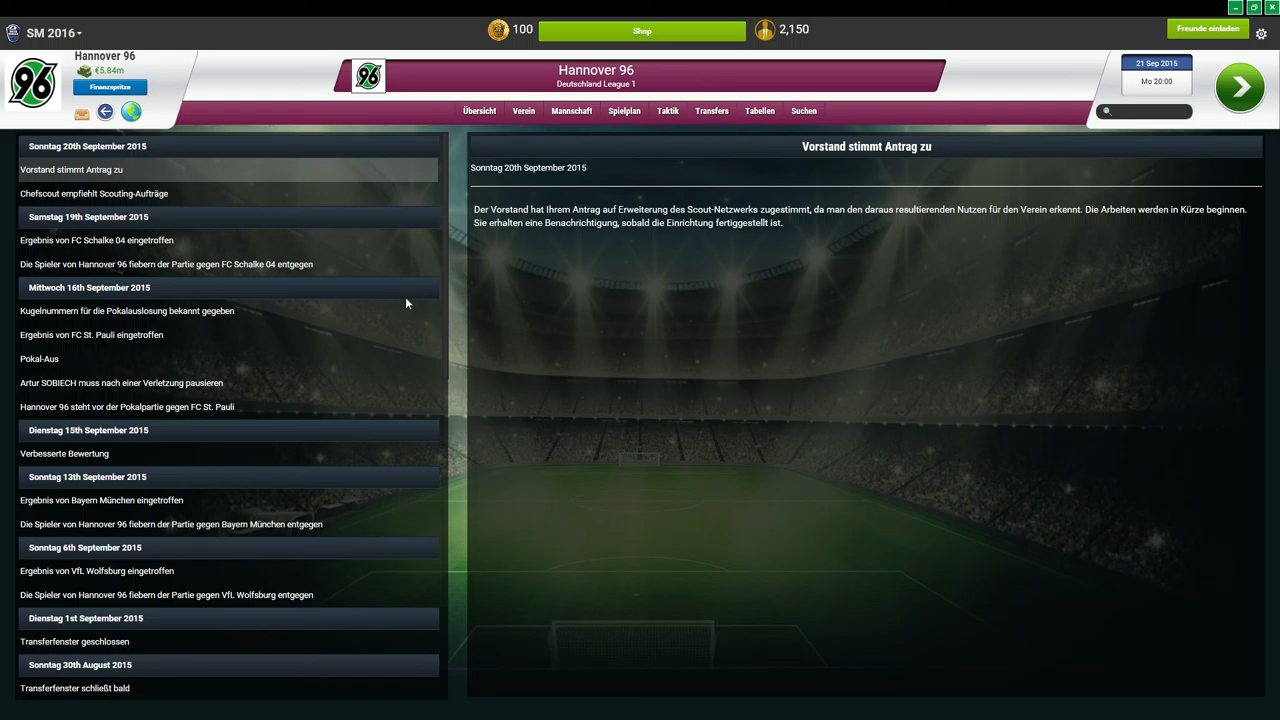 SM 2016
100
Shop
2,150
Freunde einladen
96
Hannover 96
€5.84m
Finanzspritze
96
Hannover 96
Deutschland League 1
21 Sep 2015
Mo 20:00
Übersicht Verein Mannschaft Spielplan Taktik Transfers Tabellen Suchen
Sonntag 20th September 2015
Vorstand stimmt Antrag zu
Chefscout empfiehlt Scouting-Aufträge
Samstag 19th September 2015
Ergebnis von FC Schalke 04 eingetroffen
Die Spieler von Hannover 96 fiebern der Partie gegen FC Schalke 04 entgegen
Mittwoch 16th September 2015
Kugelnummern für die Pokalauslosung bekannt gegeben
Ergebnis von FC St. Pauli eingetroffen
Pokal-Aus
Artur SOBIECH muss nach einer Verletzung pausieren
Hannover 96 steht vor der Pokalpartie gegen FC St. Pauli
Dienstag 15th September 2015
Verbesserte Bewertung
Sonntag 13th September 2015
Ergebnis von Bayern München eingetroffen
Die Spieler von Hannover 96 fiebern der Partie gegen Bayern München entgegen
Sonntag 6th September 2015
Ergebnis von VfL Wolfsburg eingetroffen
Die Spieler von Hannover 96 fiebern der Partie gegen VfL Wolfsburg entgegen
Dienstag 1st September 2015
Transferfenster geschlossen
Sonntag 30th August 2015
Transferfenster schließt bald
Vorstand stimmt Antrag zu
Sonntag 20th September 2015
Der Vorstand hat Ihrem Antrag auf Erweiterung des Scout-Netzwerks zugestimmt, da man den daraus resultierenden Nutzen für den Verein erkennt. Die Arbeiten werden in Kürze beginnen.
Sie erhalten eine Benachrichtigung, sobald die Einrichtung fertiggestellt ist.